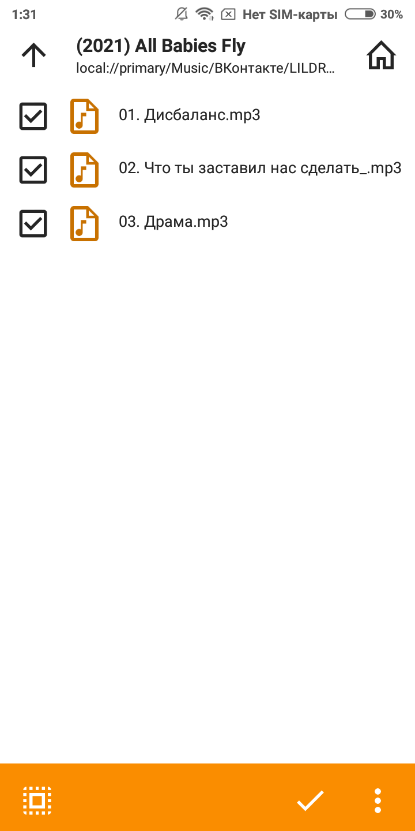 1:31 Нет SIM-карты 30%
(2021) All Babies Fly
local://primary/Music/ВКонтакте/LILDR...
01. Дисбаланс.mp3
02. Что ты заставил нас сделать_.mp3
03. Драма.mp3